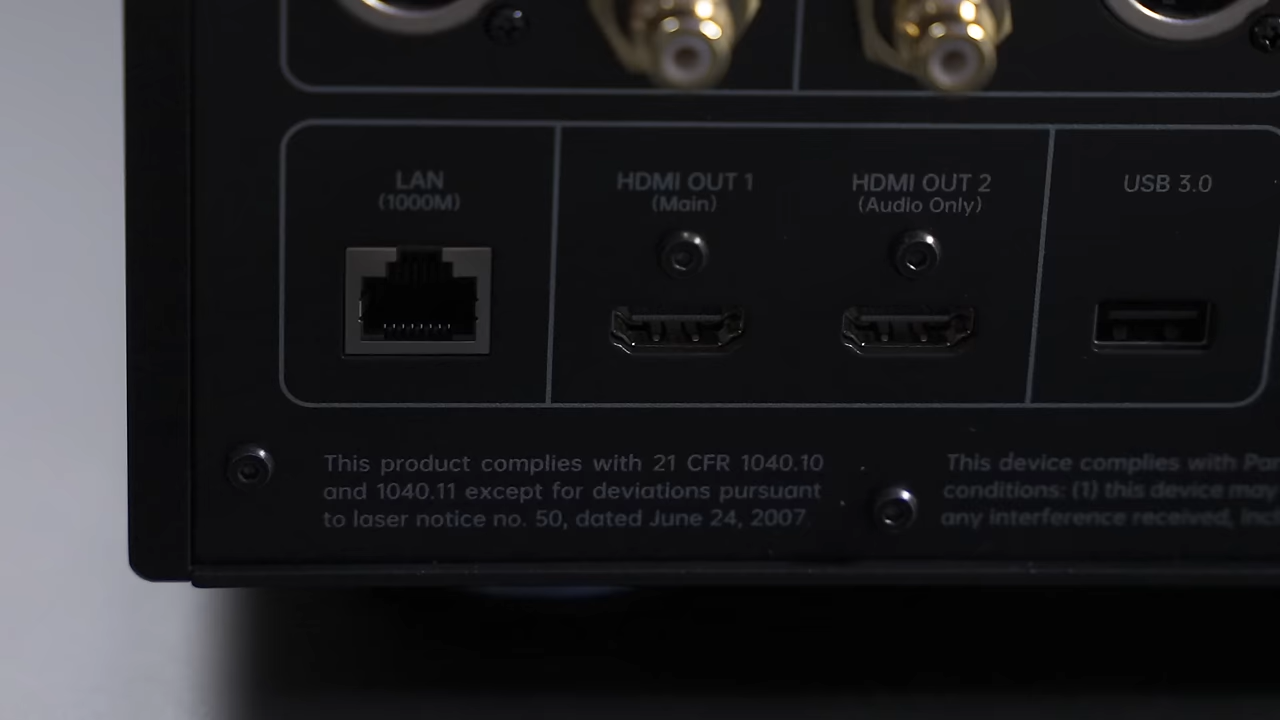 LAN
(1000M)
HDMI OUT 1
(Main)
HDMI OUT 2
(Audio Only)
USB 3.0
This product complies with 21 CFR 1040.10
and 1040.11 except for deviations pursuant
to laser notice no. 50, dated June 24, 2007.
This device complies with
conditions: (1) this device may
any interference received,